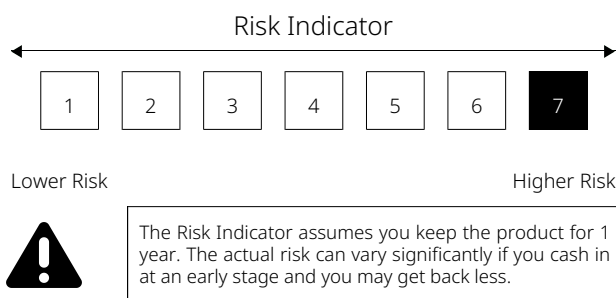 Risk Indicator
1 2 3 4 5 6 7
Lower Risk Higher Risk
The Risk Indicator assumes you keep the product for 1
year. The actual risk can vary significantly if you cash in
at an early stage and you may get back less.